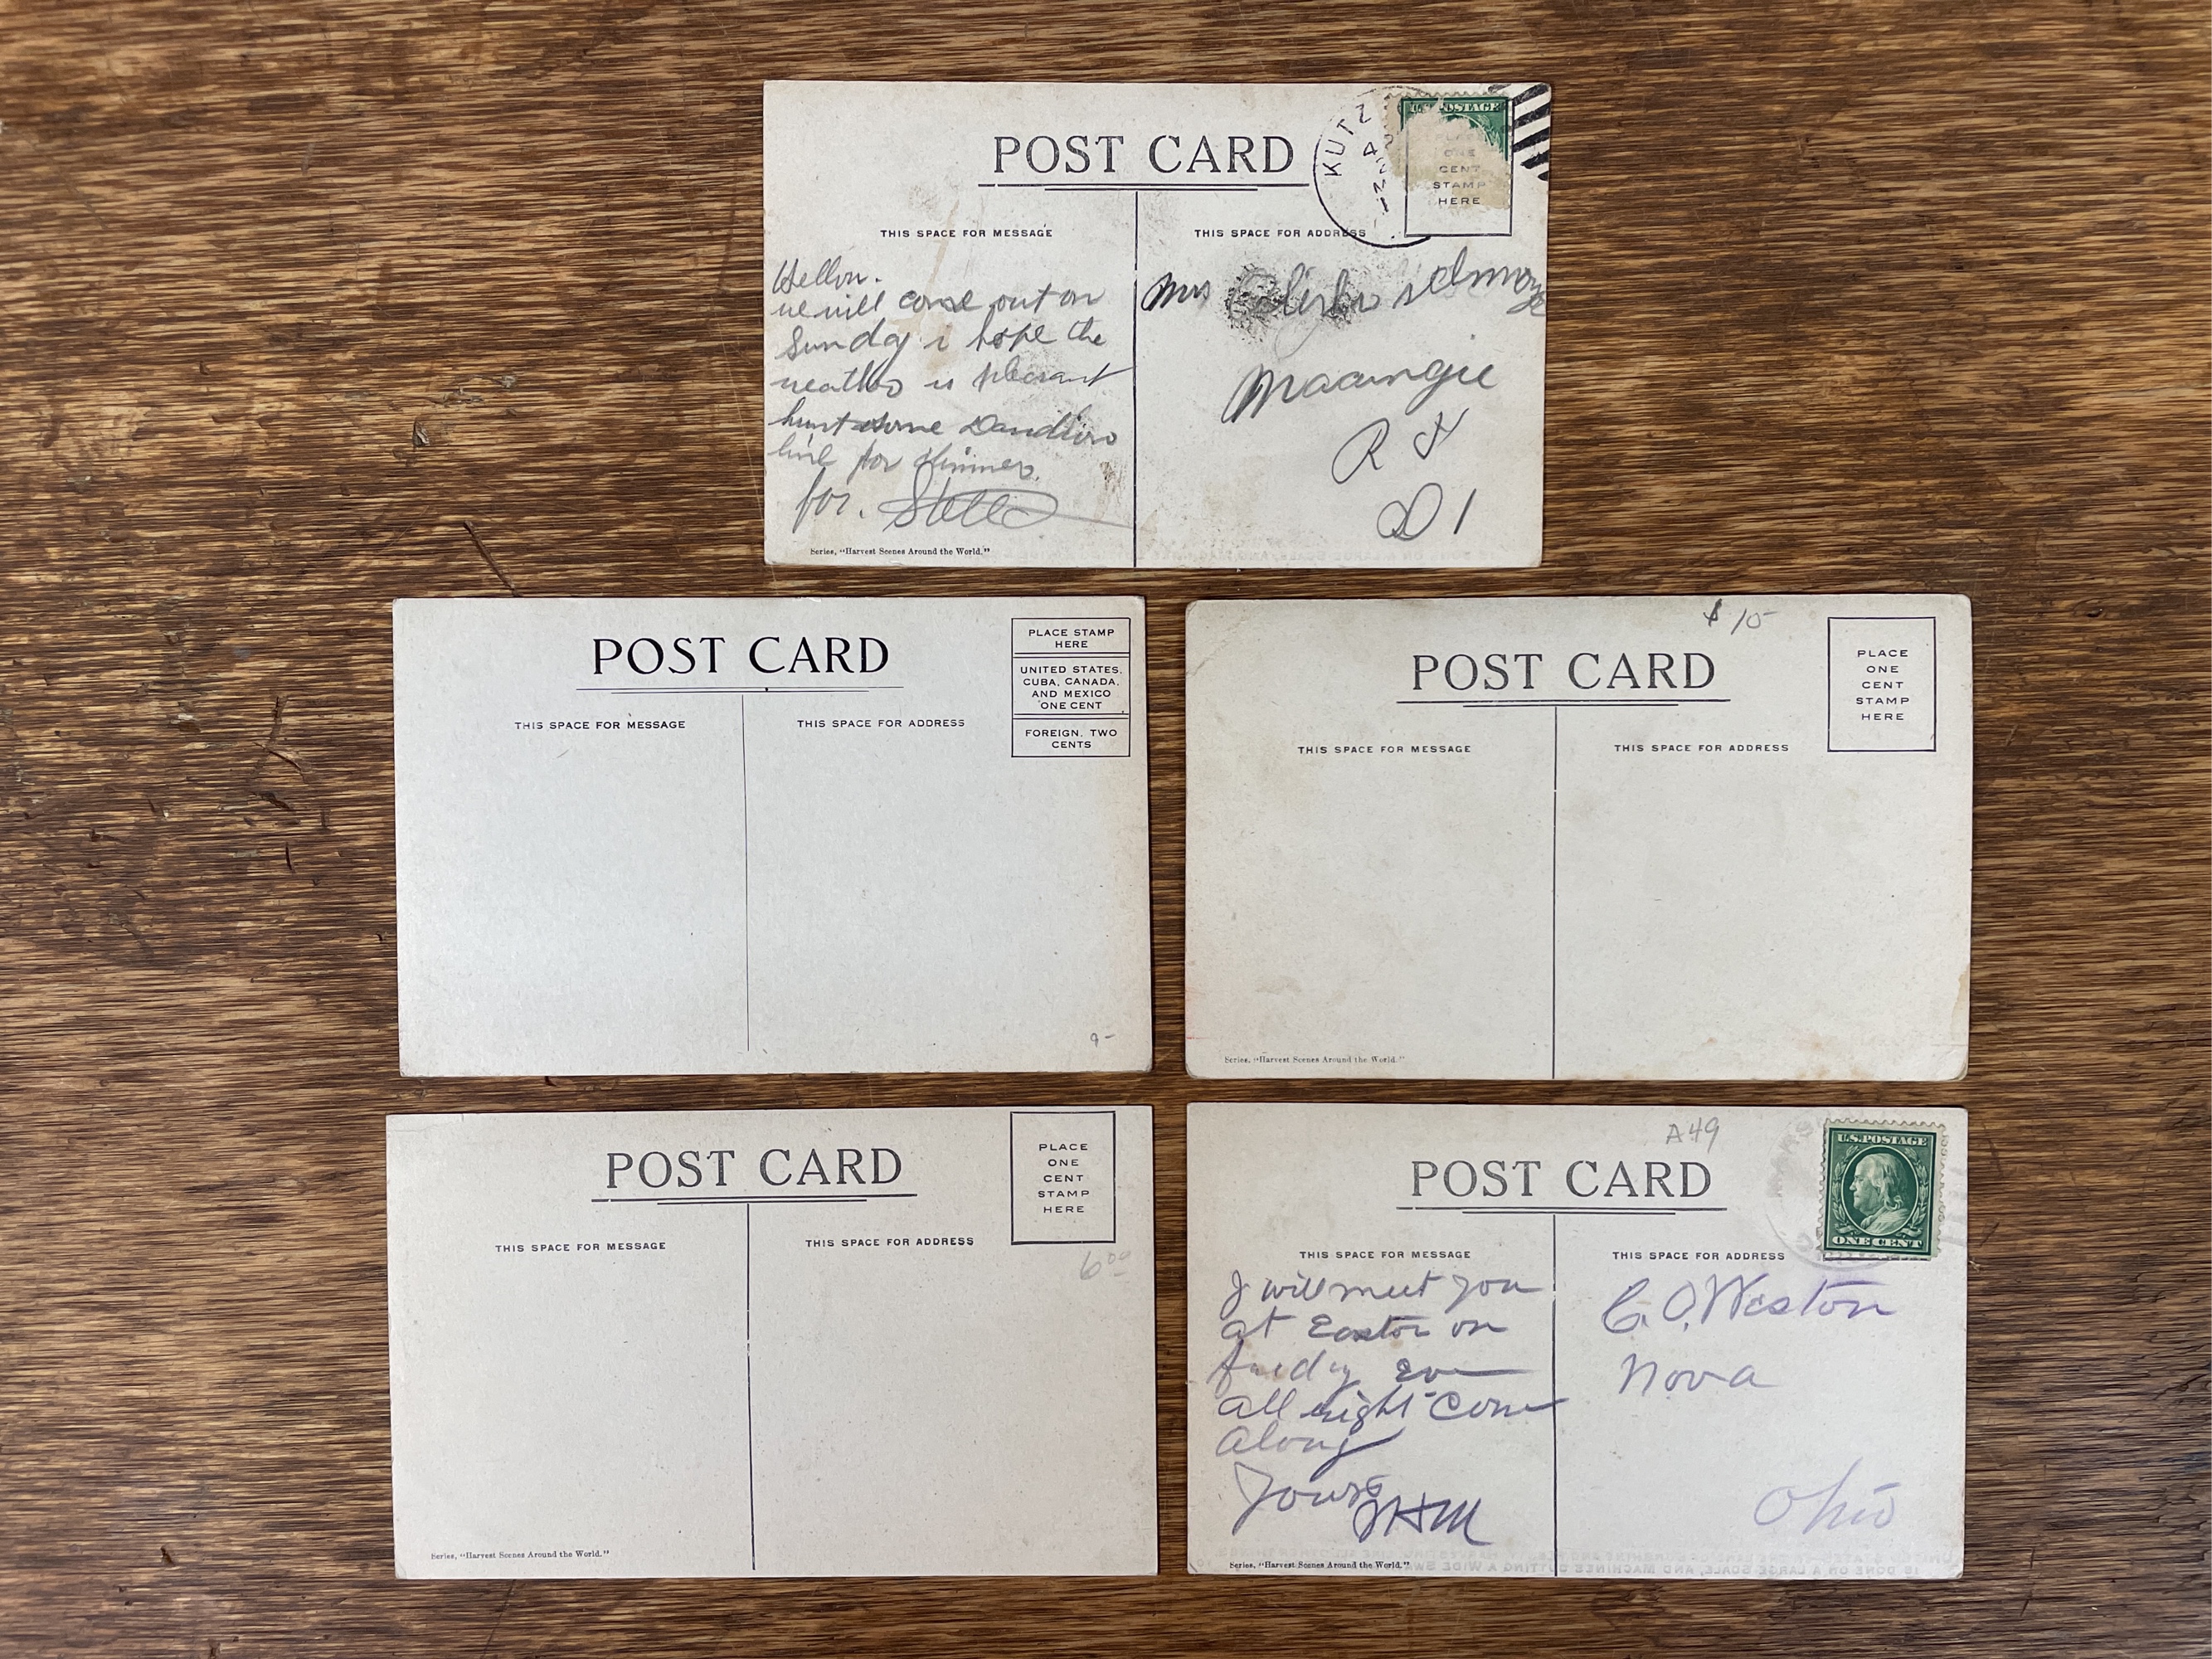 POST CARD
KUTZ
U.S. POSTAGE
PLACE
ONE
CENT
STAMP
HERE
THIS SPACE FOR MESSAGE
THIS SPACE FOR ADDRESS
we will come out on
Sunday i hope the
is pleasant
hunt some
for
for. Stella
Mrs
R F
D 1
Series, "Harvest Scenes Around the World."
POST CARD
PLACE STAMP
HERE
UNITED STATES,
CUBA, CANADA,
AND MEXICO
ONE CENT
FOREIGN, TWO
CENTS
THIS SPACE FOR MESSAGE
THIS SPACE FOR ADDRESS
9-
$10-
POST CARD
PLACE
ONE
CENT
STAMP
HERE
THIS SPACE FOR MESSAGE
THIS SPACE FOR ADDRESS
Series, "Harvest Scenes Around the World."
POST CARD
PLACE
ONE
CENT
STAMP
HERE
THIS SPACE FOR MESSAGE
THIS SPACE FOR ADDRESS
6 00
Series, "Harvest Scenes Around the World."
A49
POST CARD
U.S. POSTAGE
ONE CENT
THIS SPACE FOR MESSAGE
THIS SPACE FOR ADDRESS
I will meet you
at on
All right Come
Along
Yours
C. O. Weston
Nova
Ohio
Series, "Harvest Scenes Around the World."